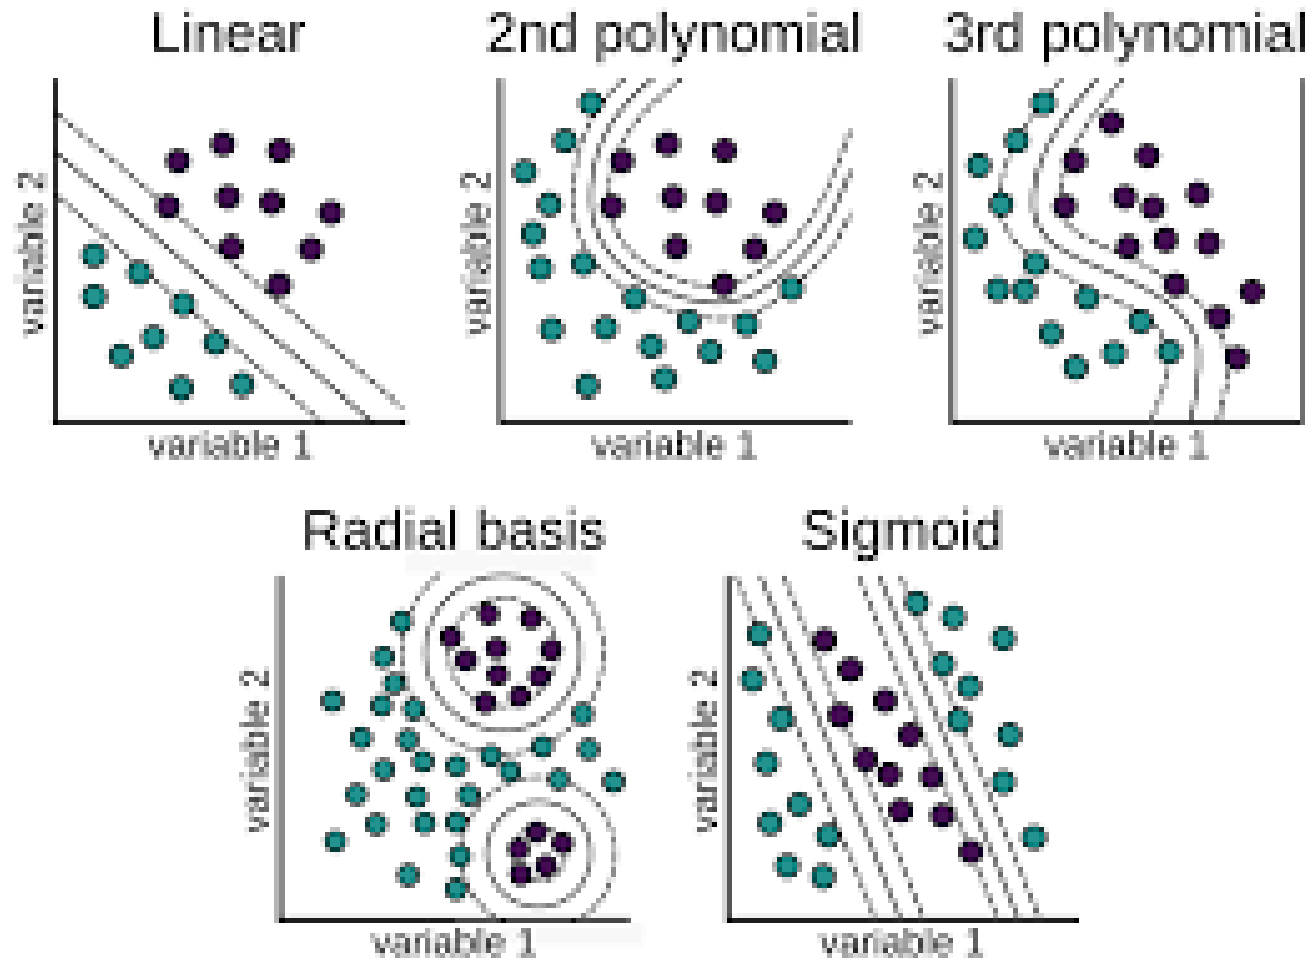 Linear
2nd polynomial
3rd polynomial
variable 2
variable 1
variable 2
variable 1
variable 2
variable 1
Radial basis
Sigmoid
variable 2
variable 1
variable 2
variable 1